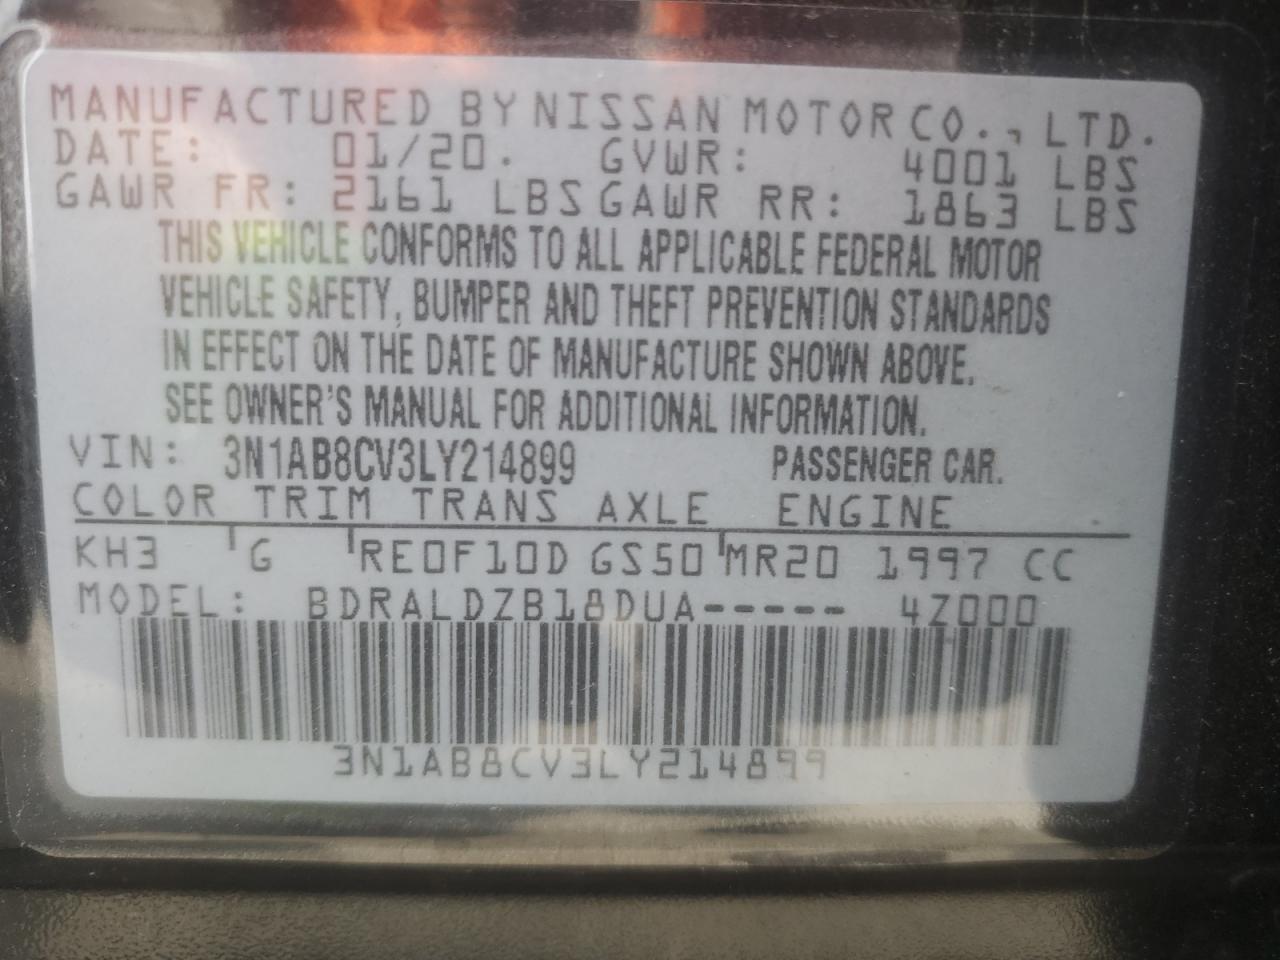 MANUFACTURED BY NISSAN MOTOR CO., LTD.
DATE: 01/20. GVWR: 4001 LBS
GAWR FR: 2161 LBS GAWR RR: 1863 LBS
THIS VEHICLE CONFORMS TO ALL APPLICABLE FEDERAL MOTOR
VEHICLE SAFETY, BUMPER AND THEFT PREVENTION STANDARDS
IN EFFECT ON THE DATE OF MANUFACTURE SHOWN ABOVE.
SEE OWNER'S MANUAL FOR ADDITIONAL INFORMATION.
VIN: 3N1AB8CV3LY214899 PASSENGER CAR.
COLOR TRIM TRANS AXLE ENGINE
KH3 G RE0F10D GS50 MR20 1997 CC
MODEL: BDRALDZB18DUA----- 4Z000
3N1AB8CV3LY214899